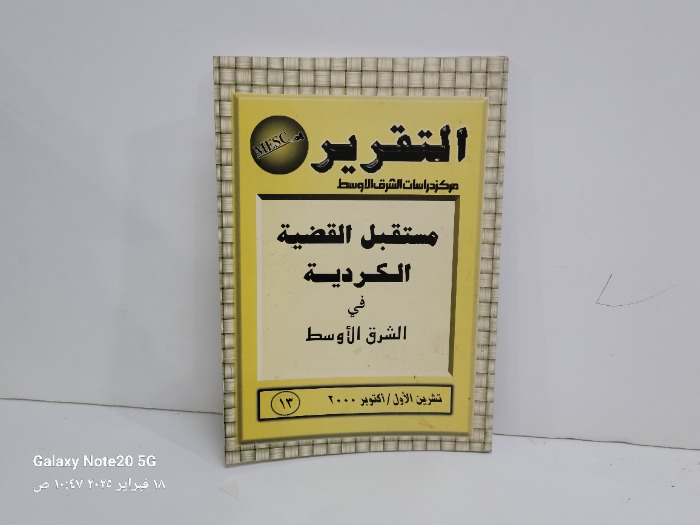 التقرير
MESC
مركز دراسات الشرق الاوسط
مستقبل القضية
الكردية
في
الشرق الأوسط
تشرين الأول/أكتوبر ٢٠٠٠
١٣
Galaxy Note20 5G
١٨ فبراير ٢٠٢٥ ١٠:٤٧ ص